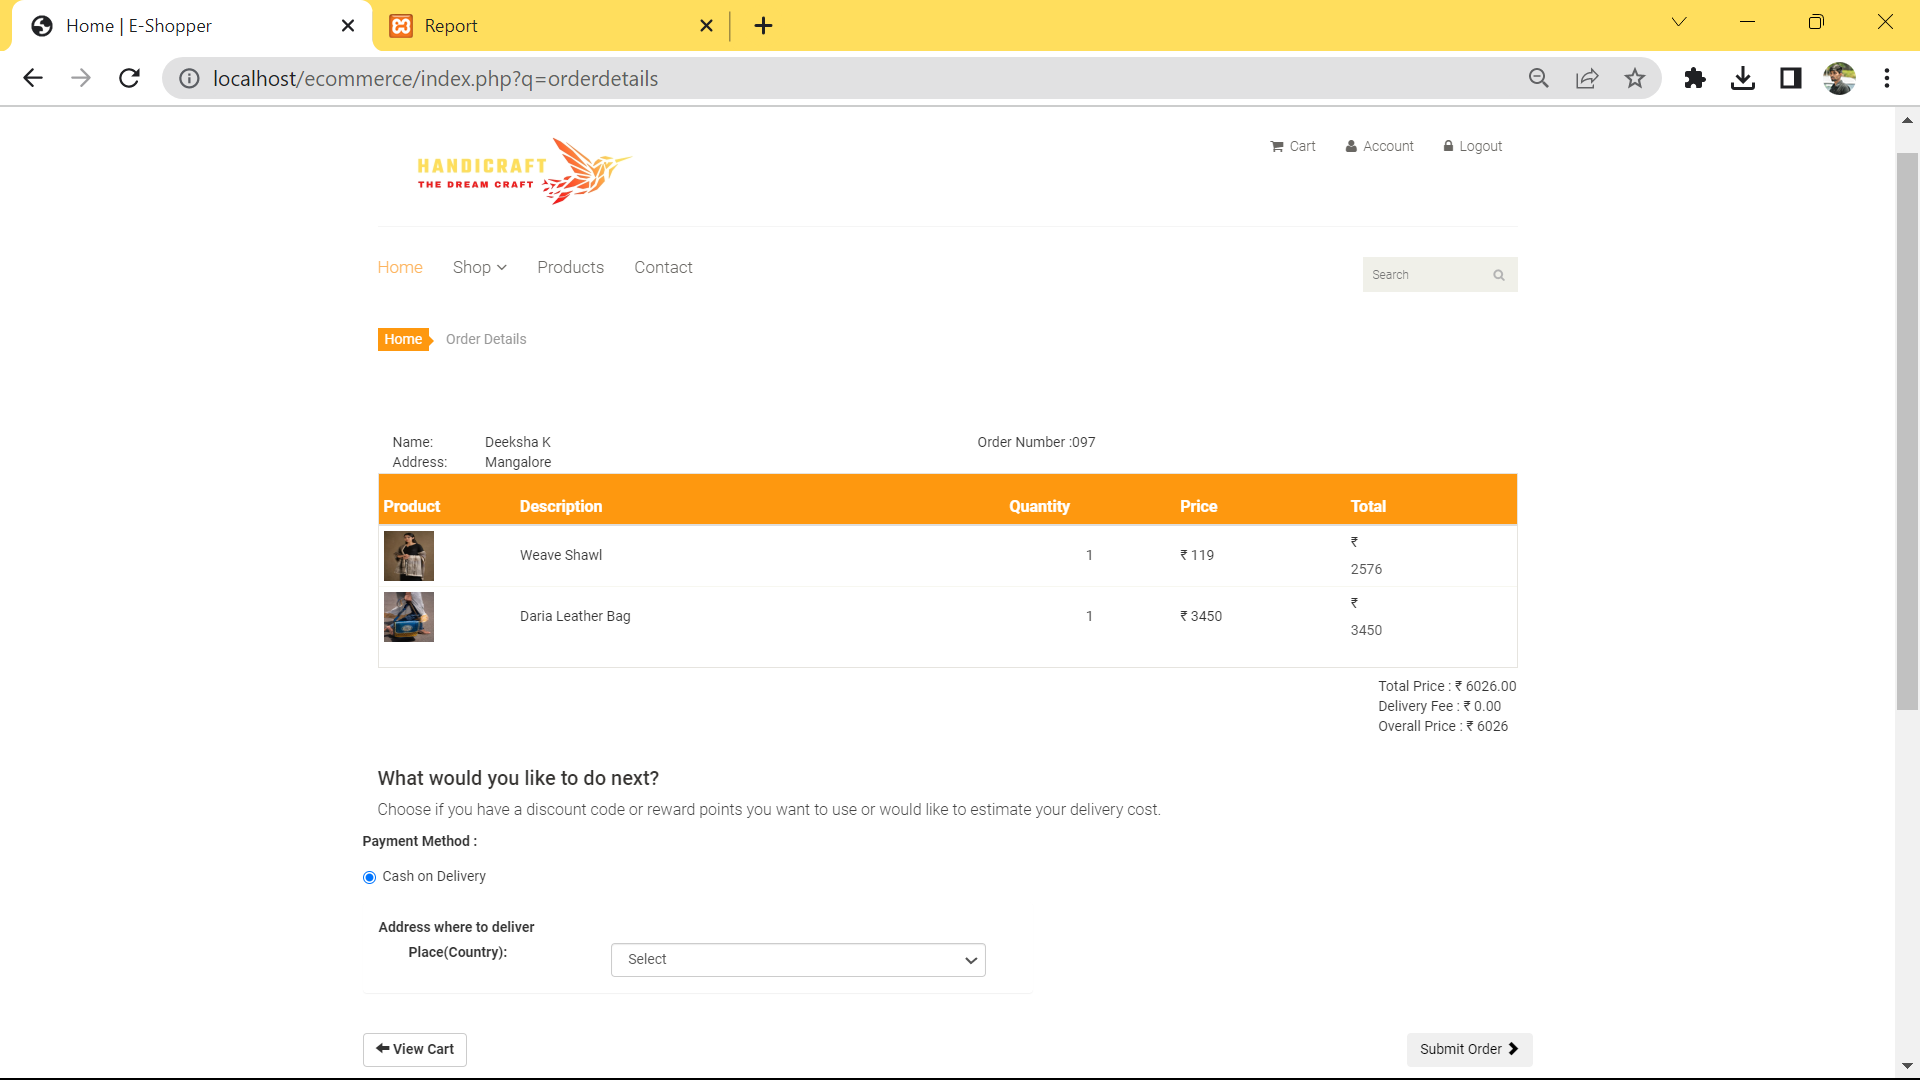 Home | E-Shopper
Report
localhost/ecommerce/index.php?q=orderdetails
HANDICRAFT
THE DREAM CRAFT
Cart Account Logout
Home Shop Products Contact
Search
Home Order Details
Name: Deeksha K Order Number :097
Address: Mangalore
Product Description Quantity Price Total
Weave Shawl 1 ₹ 119 ₹
2576
Daria Leather Bag 1 ₹ 3450 ₹
3450
Total Price : ₹ 6026.00
Delivery Fee : ₹ 0.00
Overall Price : ₹ 6026
What would you like to do next?
Choose if you have a discount code or reward points you want to use or would like to estimate your delivery cost.
Payment Method :
Cash on Delivery
Address where to deliver
Place(Country): Select
View Cart Submit Order